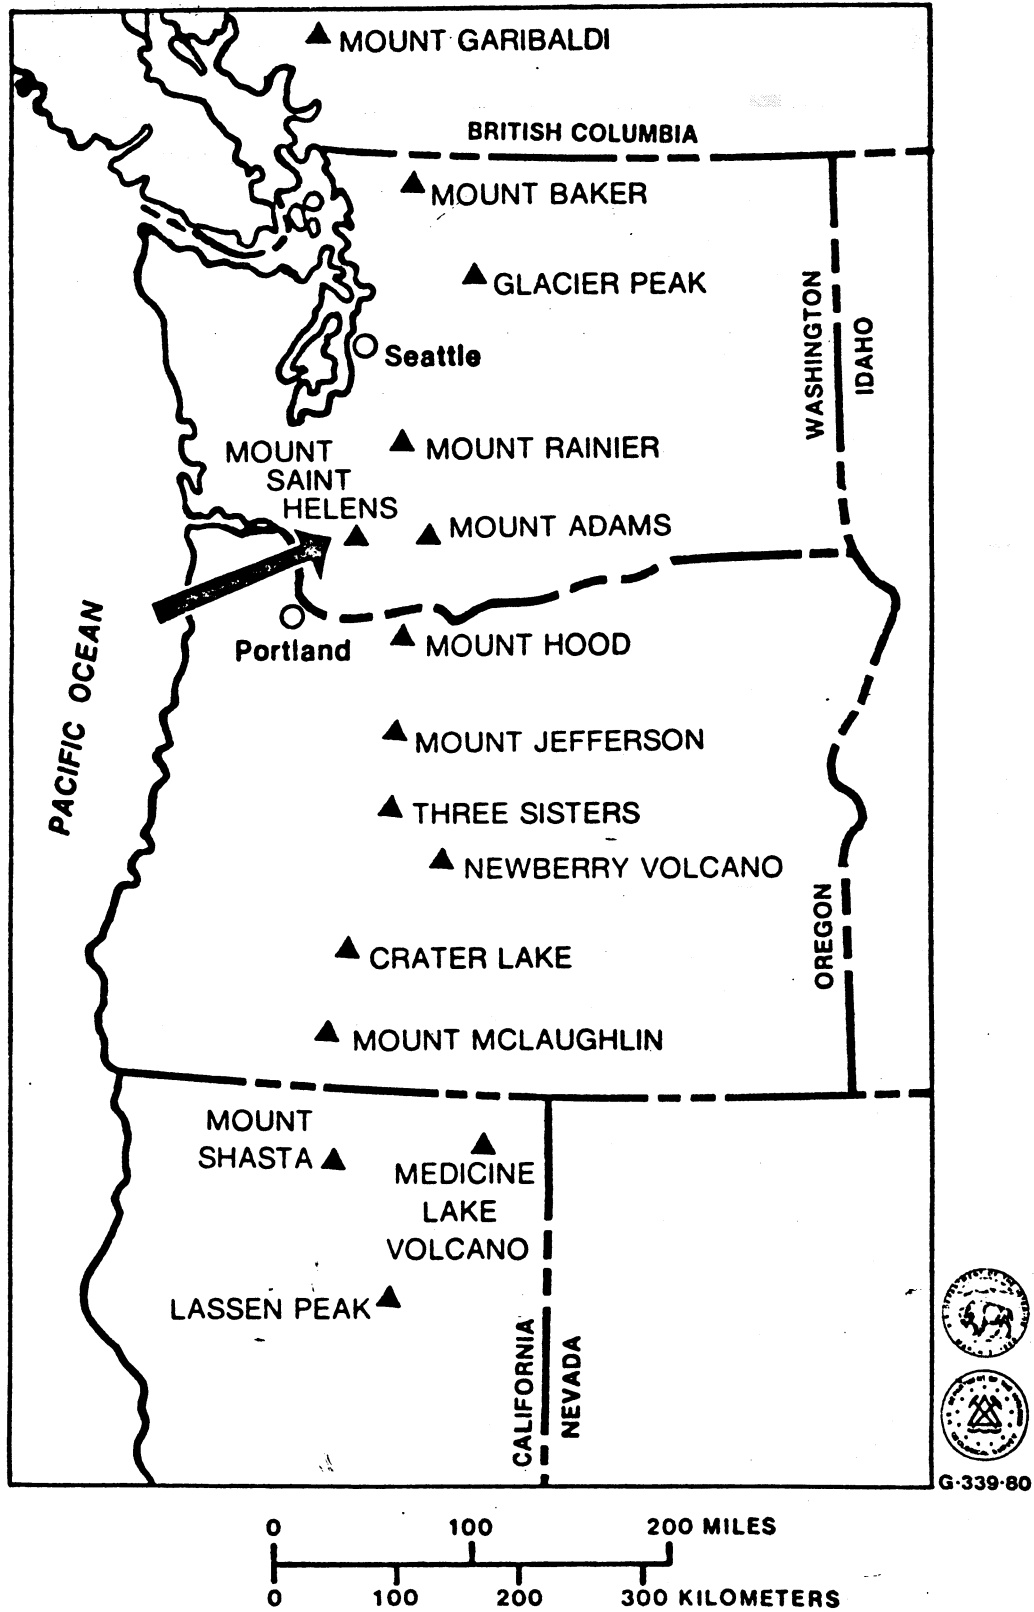 MOUNT GARIBALDI
BRITISH COLUMBIA
MOUNT BAKER
GLACIER PEAK
WASHINGTON
IDAHO
Seattle
MOUNT RAINIER
MOUNT
SAINT
HELENS
MOUNT ADAMS
PACIFIC OCEAN
Portland
MOUNT HOOD
MOUNT JEFFERSON
THREE SISTERS
NEWBERRY VOLCANO
OREGON
CRATER LAKE
MOUNT MCLAUGHLIN
MOUNT
SHASTA
MEDICINE
LAKE
VOLCANO
LASSEN PEAK
CALIFORNIA
NEVADA
G-339-80
0 100 200 MILES
0 100 200 300 KILOMETERS